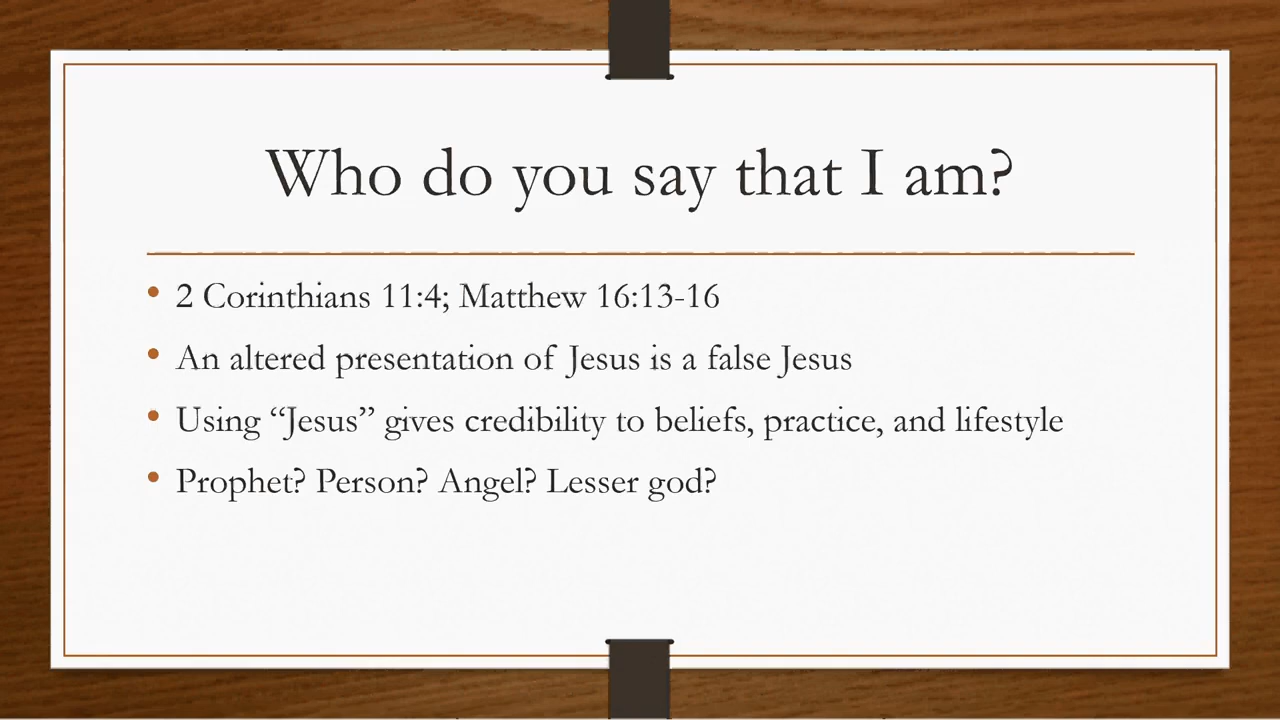 Who do you say that I am?
• 2 Corinthians 11:4; Matthew 16:13-16
• An altered presentation of Jesus is a false Jesus
• Using “Jesus” gives credibility to beliefs, practice, and lifestyle
• Prophet? Person? Angel? Lesser god?